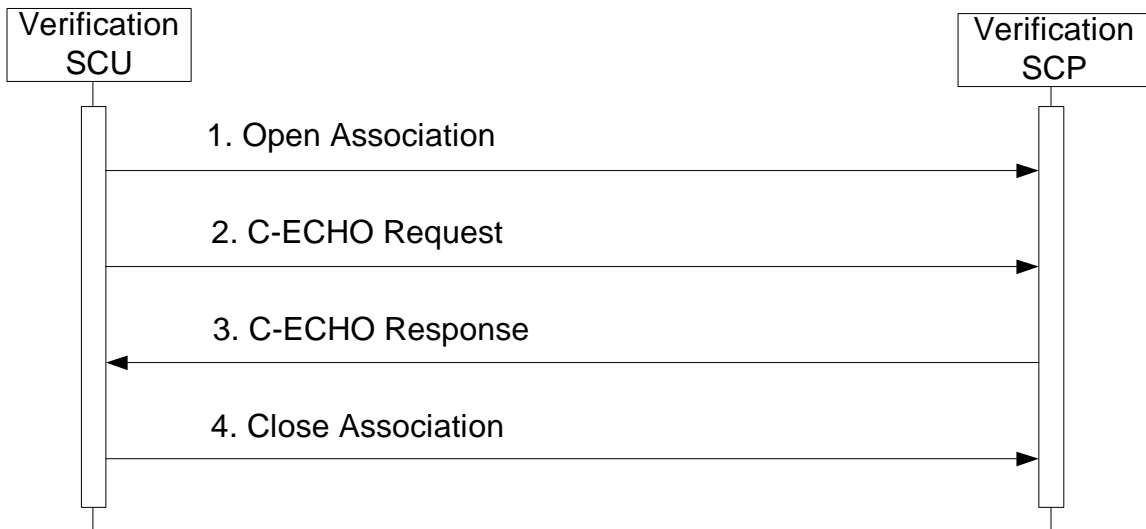 Verification
SCU
Verification
SCP
1. Open Association
2. C-ECHO Request
3. C-ECHO Response
4. Close Association